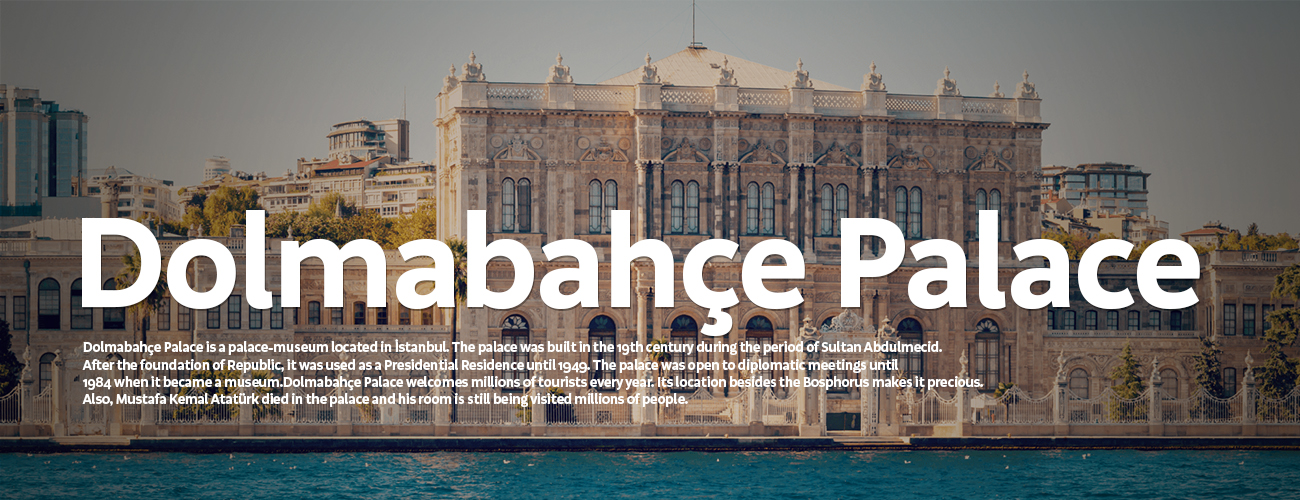 Dolmabahçe Palace
Dolmabahçe Palace is a palace-museum located in İstanbul. The palace was built in the 19th century during the period of Sultan Abdulmecid.
After the foundation of Republic, it was used as a Presidential Residence until 1949. The palace was open to diplomatic meetings until
1984 when it became a museum.Dolmabahçe Palace welcomes millions of tourists every year. Its location besides the Bosphorus makes it precious.
Also, Mustafa Kemal Atatürk died in the palace and his room is still being visited millions of people.